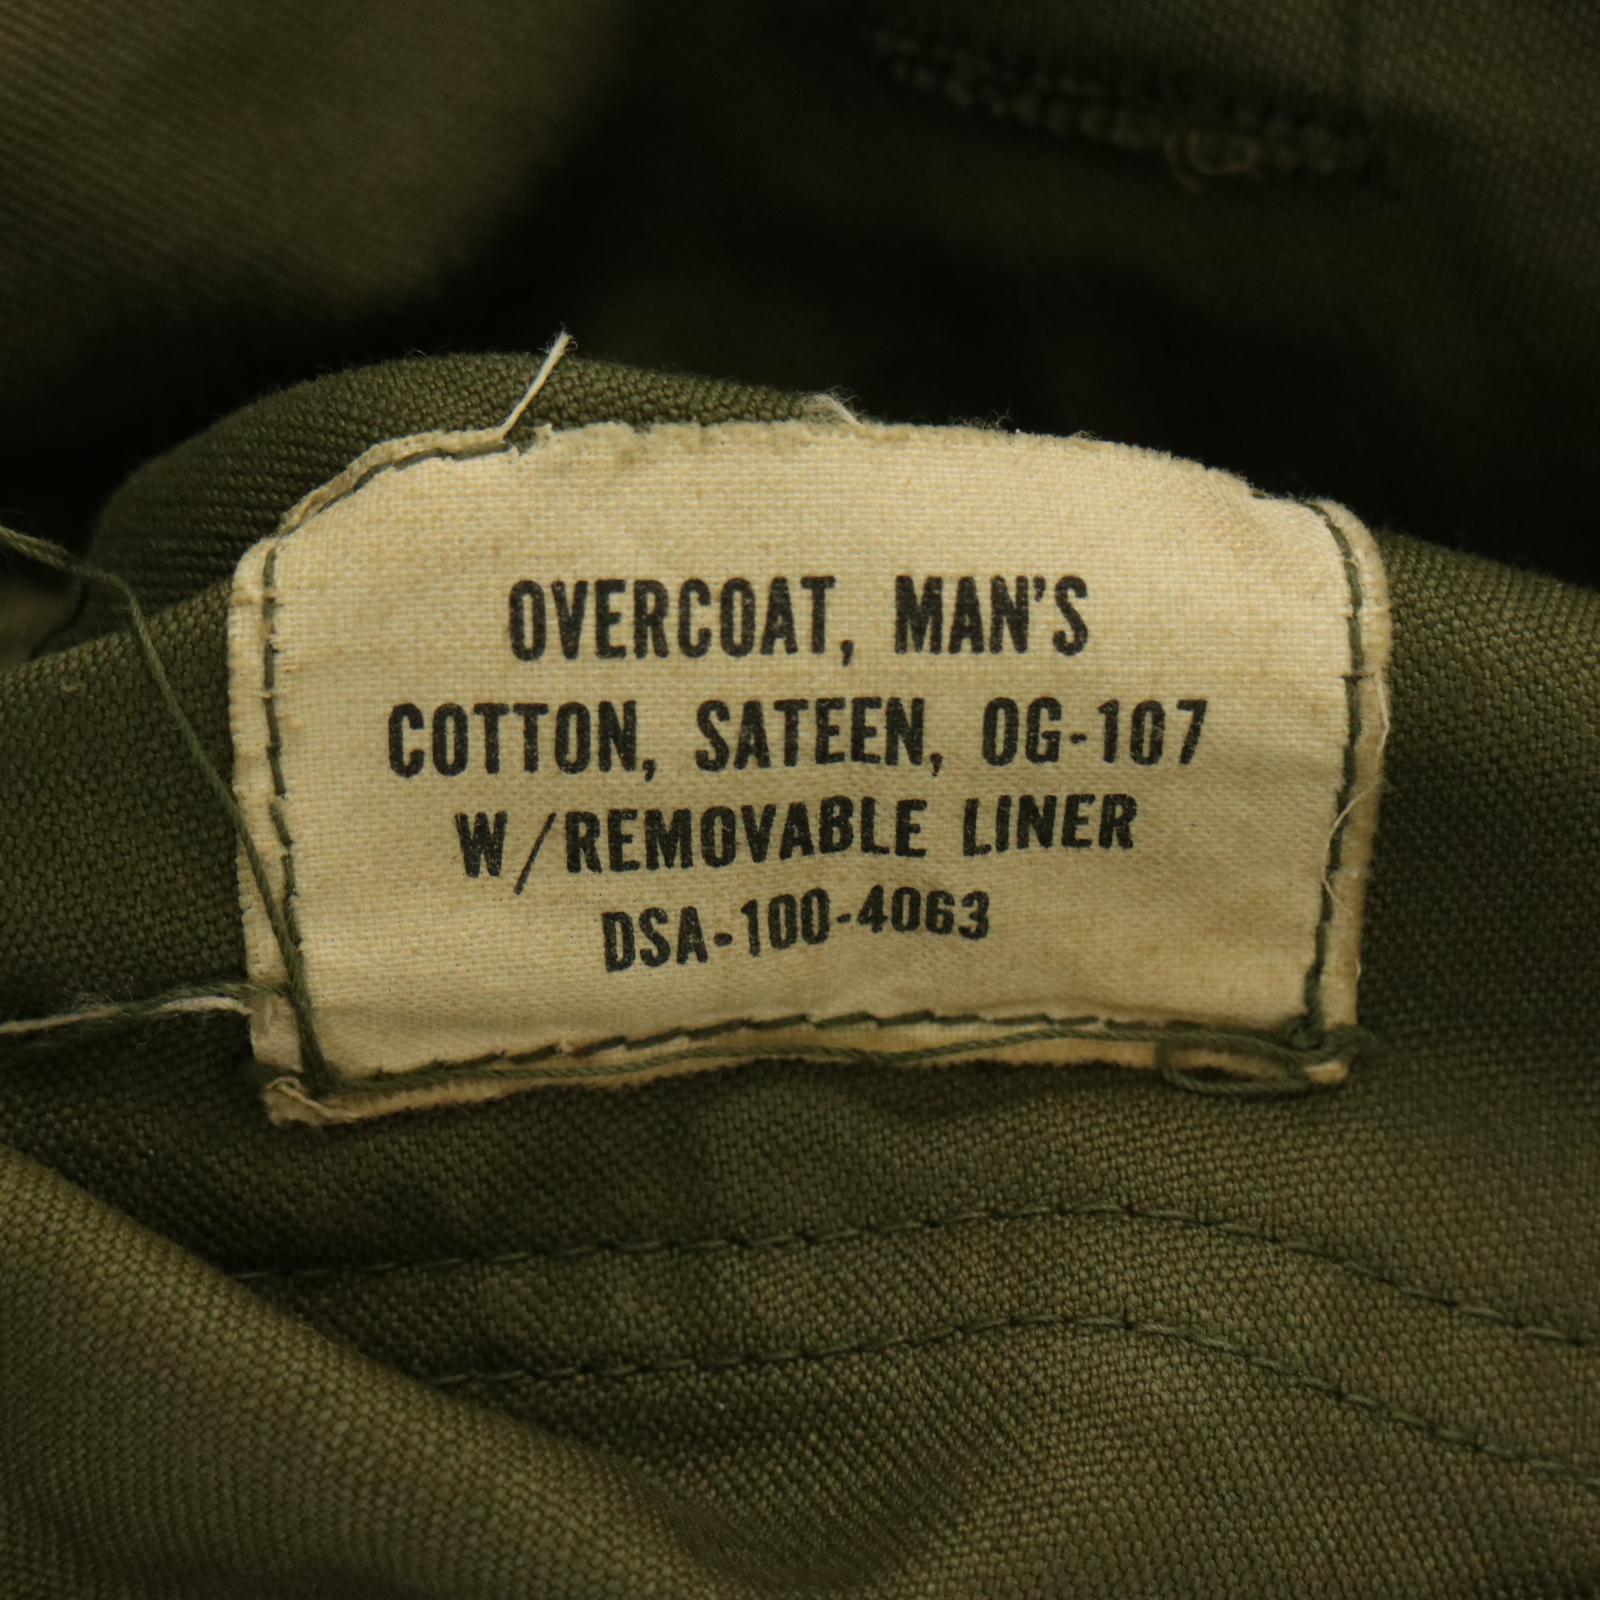 OVERCOAT, MAN'S
COTTON, SATEEN, OG-107
W/REMOVABLE LINER
DSA-100-4063